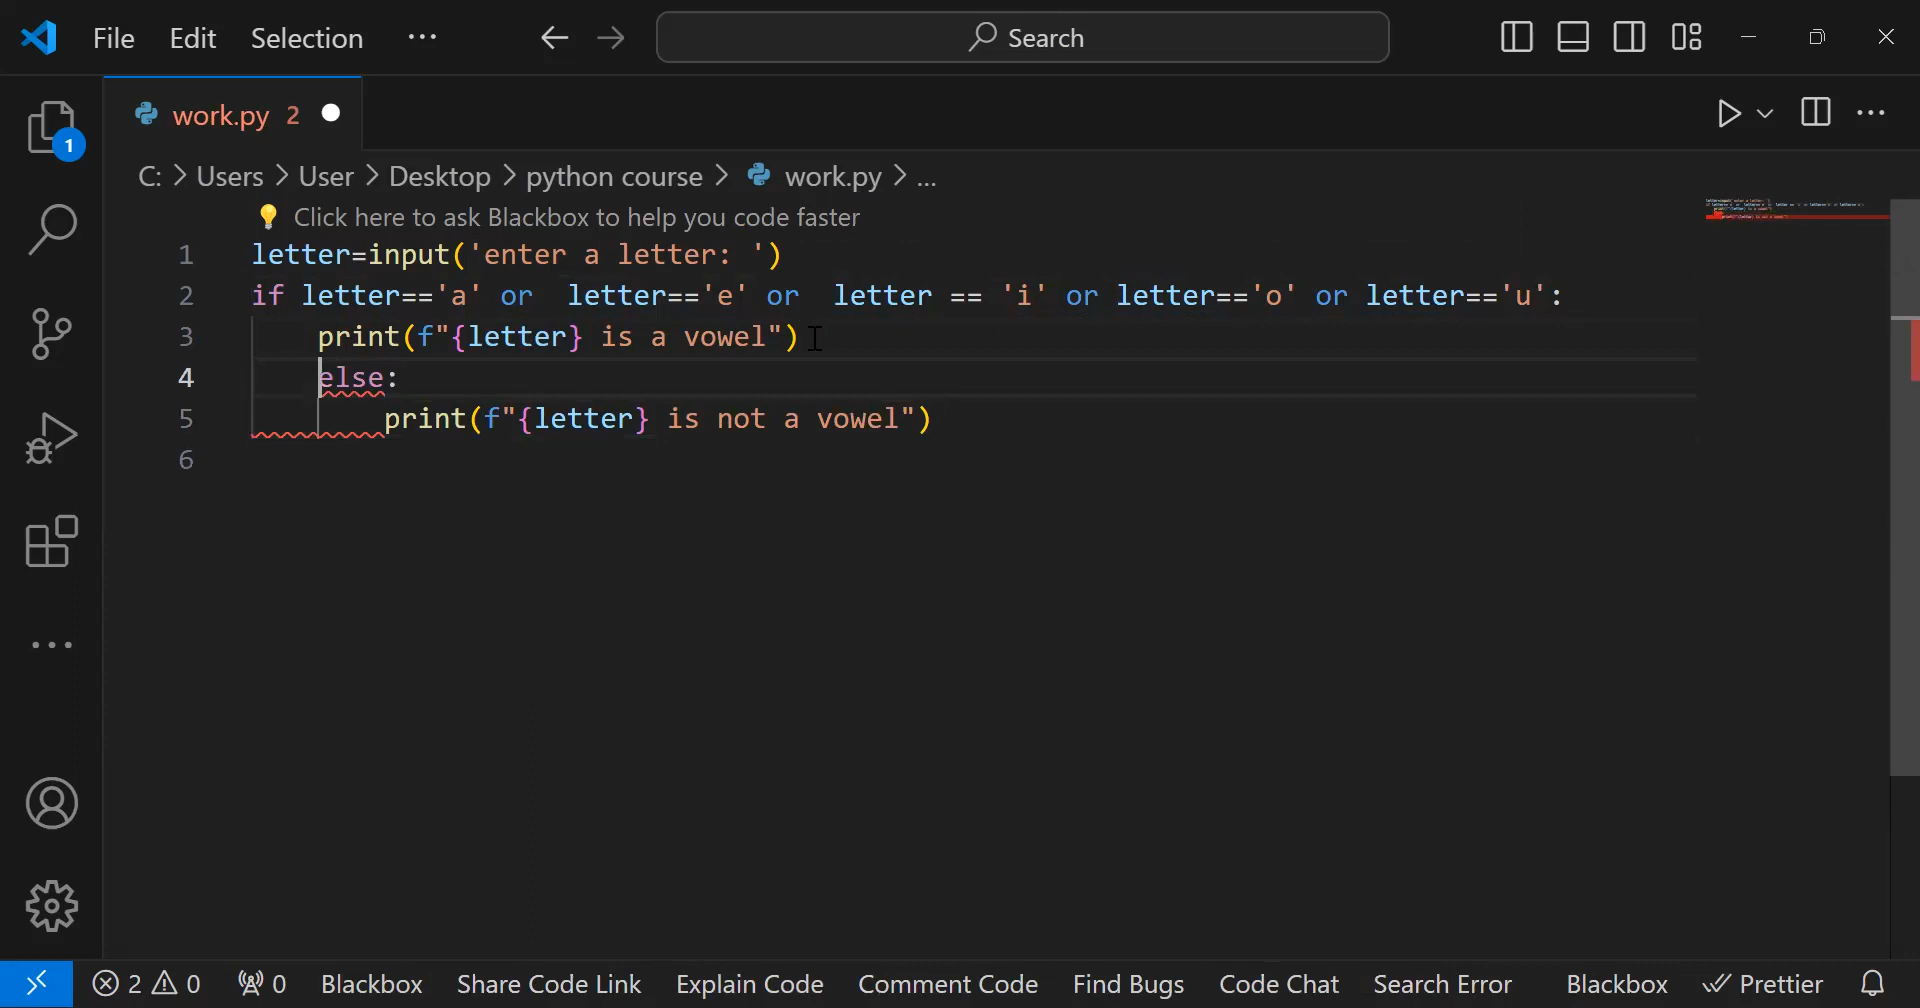 File Edit Selection ··· Search
work.py 2
C: > Users > User > Desktop > python course > work.py > ...
Click here to ask Blackbox to help you code faster
1 letter=input('enter a letter: ')
2 if letter=='a' or  letter=='e' or  letter == 'i' or letter=='o' or letter=='u':
3     print(f"{letter} is a vowel")
4     else:
5         print(f"{letter} is not a vowel")
6
1
2 0 0 Blackbox Share Code Link Explain Code Comment Code Find Bugs Code Chat Search Error Blackbox Prettier